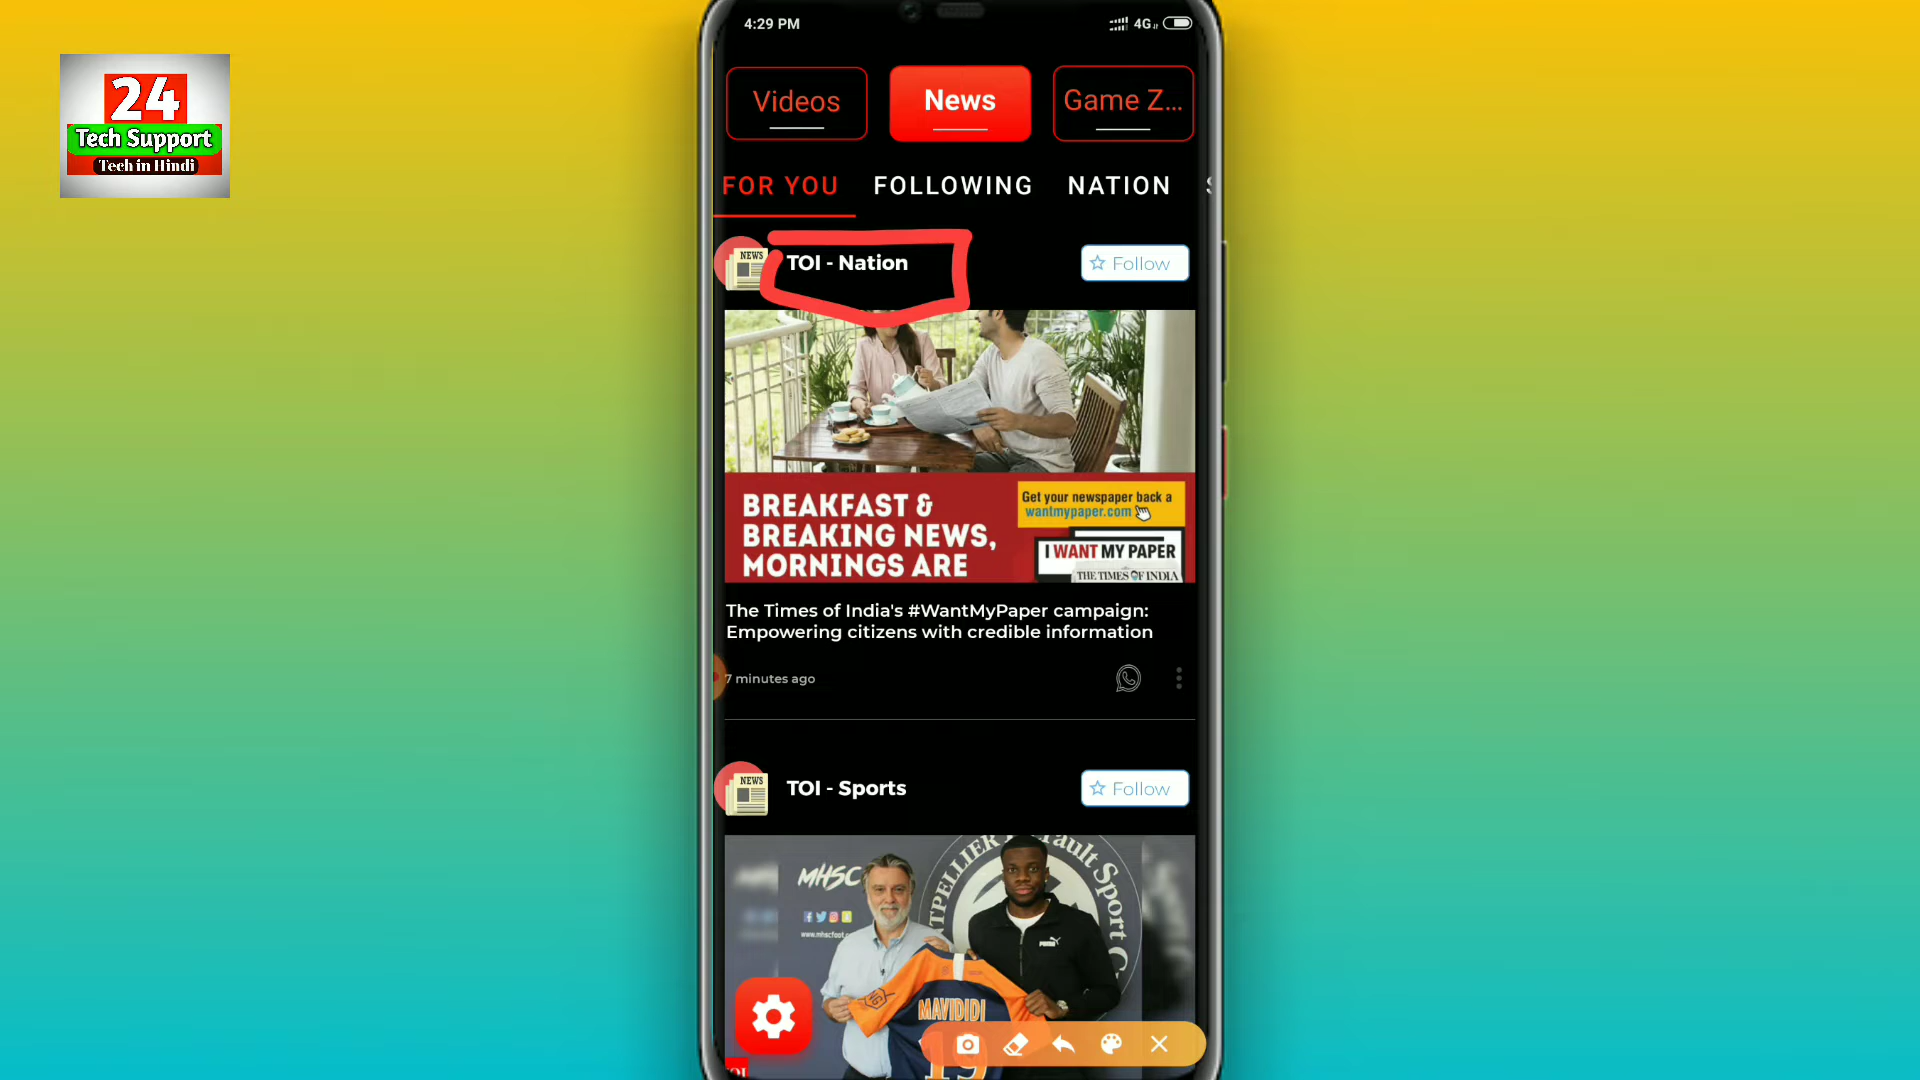 4:29 PM
4G
24
Tech Support
Tech in Hindi
Videos
News
Game Z...
FOR YOU
FOLLOWING
NATION
NEWS
TOI - Nation
Follow
BREAKFAST &
BREAKING NEWS,
MORNINGS ARE
Get your newspaper back a
wantmypaper.com
I WANT MY PAPER
THE TIMES OF INDIA
The Times of India's #WantMyPaper campaign:
Empowering citizens with credible information
7 minutes ago
NEWS
TOI - Sports
Follow
MHSC
MAVIDIDI
19